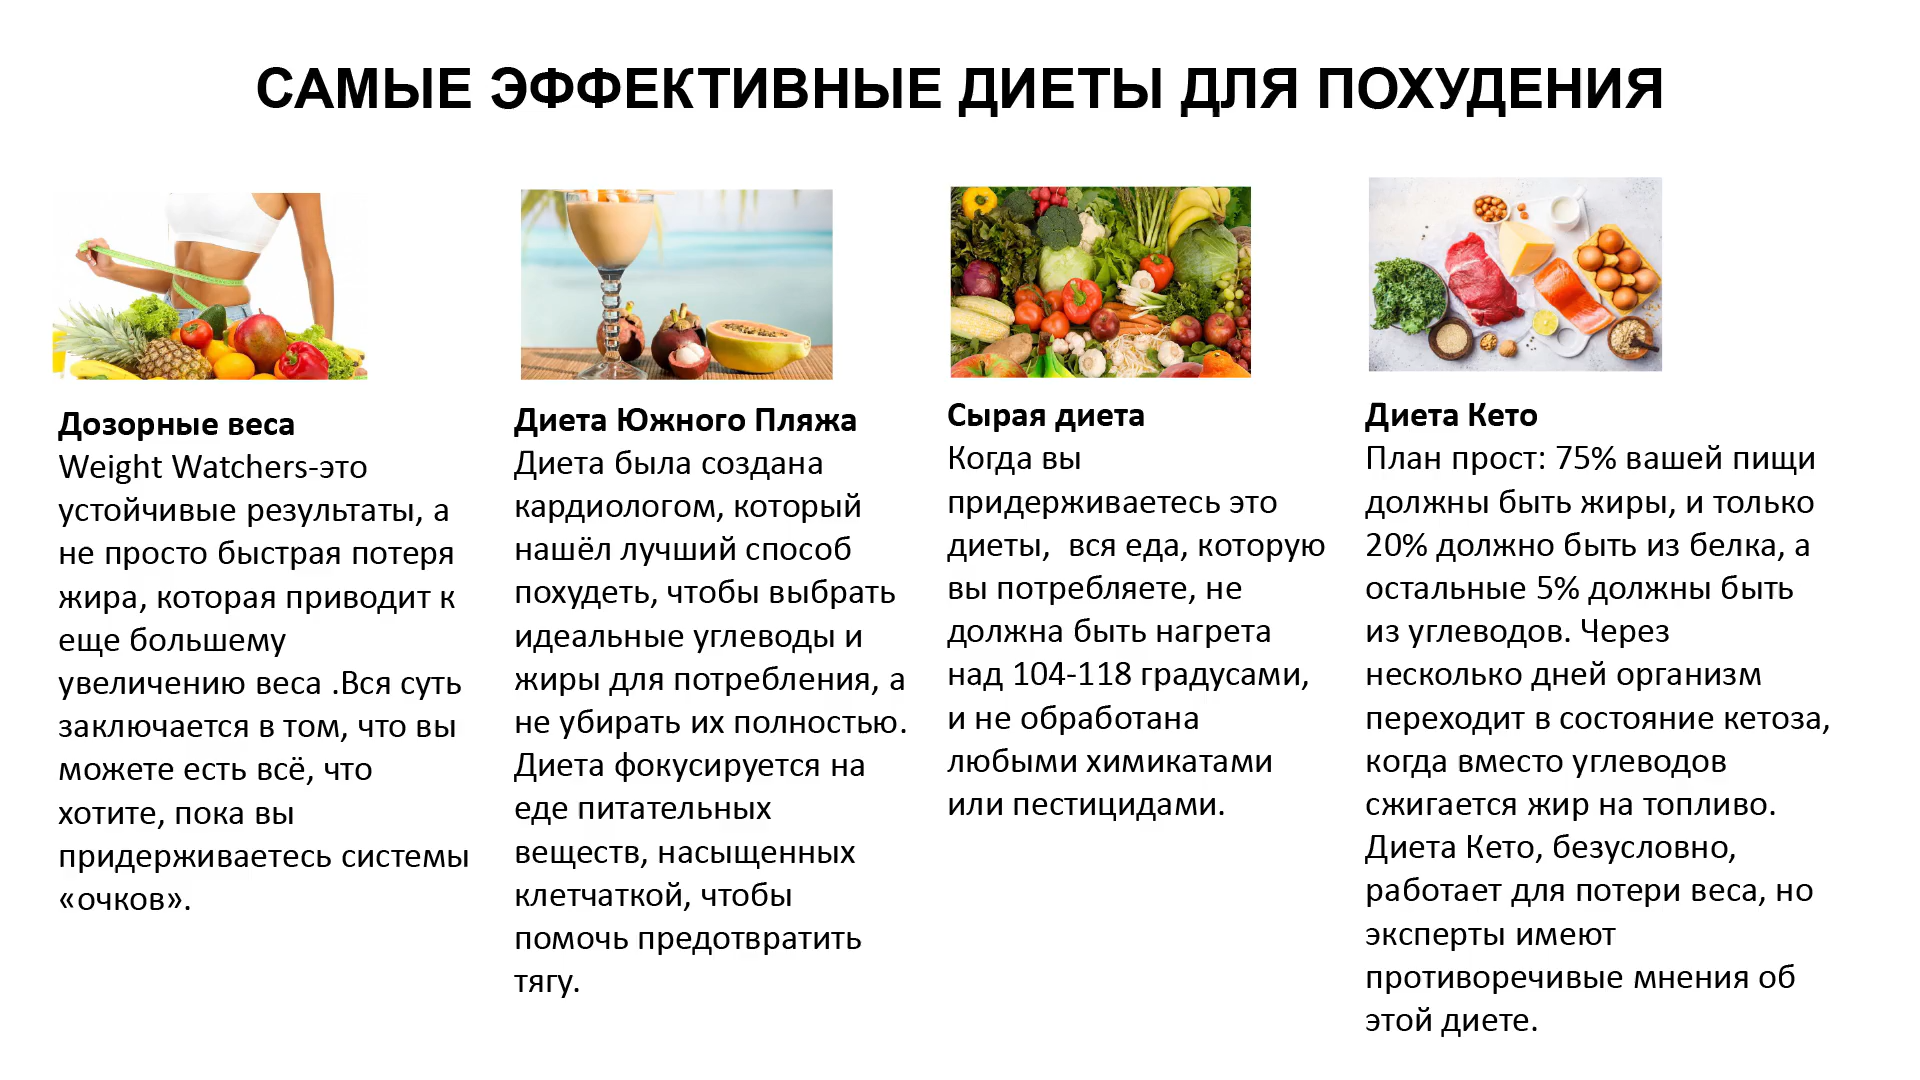 САМЫЕ ЭФФЕКТИВНЫЕ ДИЕТЫ ДЛЯ ПОХУДЕНИЯ
Дозорные веса
Weight Watchers-это
устойчивые результаты, а
не просто быстрая потеря
жира, которая приводит к
еще большему
увеличению веса .Вся суть
заключается в том, что вы
можете есть всё, что
хотите, пока вы
придерживаетесь системы
«очков».
Диета Южного Пляжа
Диета была создана
кардиологом, который
нашёл лучший способ
похудеть, чтобы выбрать
идеальные углеводы и
жиры для потребления, а
не убирать их полностью.
Диета фокусируется на
еде питательных
веществ, насыщенных
клетчаткой, чтобы
помочь предотвратить
тягу.
Сырая диета
Когда вы
придерживаетесь это
диеты,  вся еда, которую
вы потребляете, не
должна быть нагрета
над 104-118 градусами,
и не обработана
любыми химикатами
или пестицидами.
Диета Кето
План прост: 75% вашей пищи
должны быть жиры, и только
20% должно быть из белка, а
остальные 5% должны быть
из углеводов. Через
несколько дней организм
переходит в состояние кетоза,
когда вместо углеводов
сжигается жир на топливо.
Диета Кето, безусловно,
работает для потери веса, но
эксперты имеют
противоречивые мнения об
этой диете.